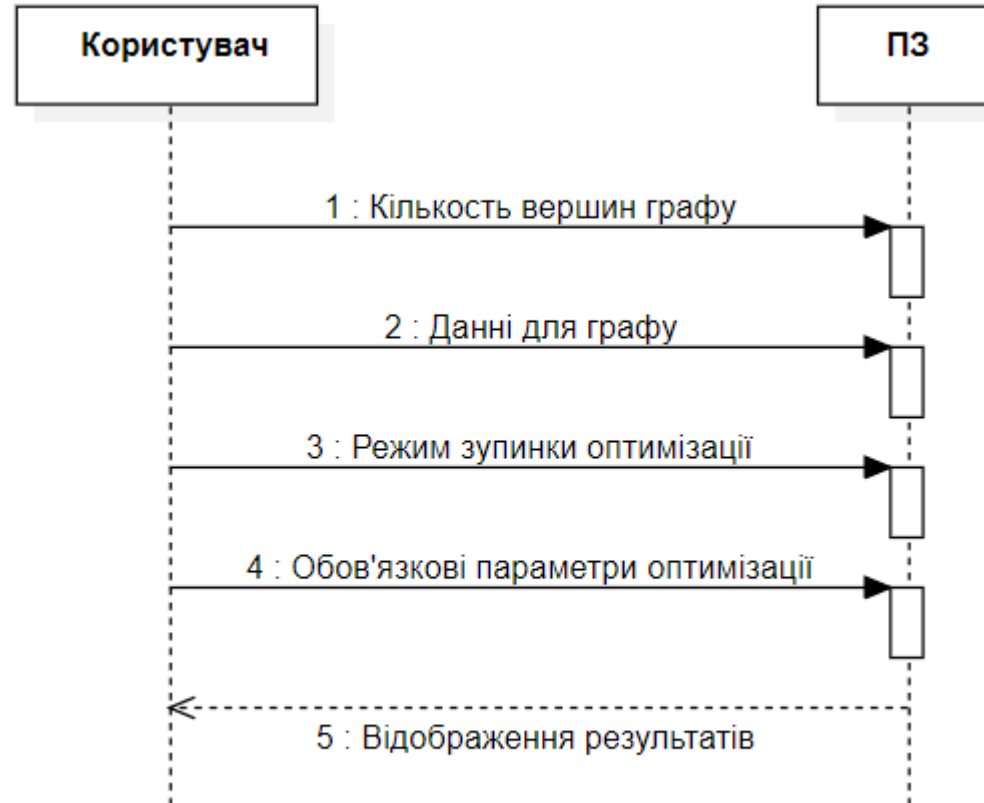 Користувач
ПЗ
1 : Кількость вершин графу
2 : Данні для графу
3 : Режим зупинки оптимізації
4 : Обов'язкові параметри оптимізації
5 : Відображення результатів